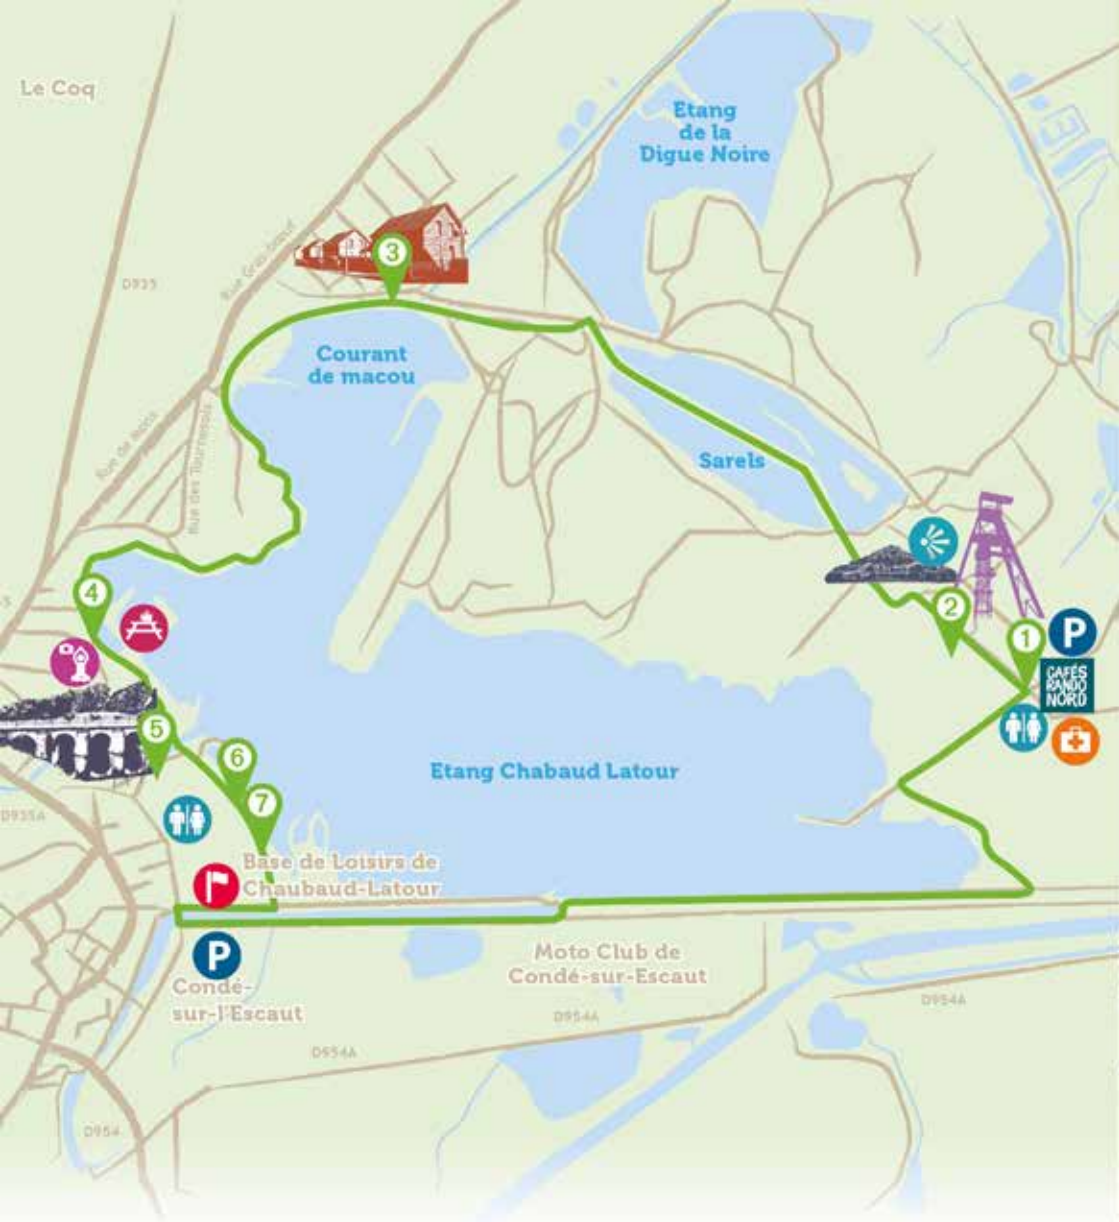 Le Coq
Etang
de la
Digue Noire
D935
Rue Gras boeuf
3
Courant
de macou
Rue de Mons
Rue des Tournesols
Sarels
4
2
1
P
CAFÉS
RANDO
NORD
5
6
7
Etang Chabaud Latour
D935A
Base de Loisirs de
Chaubaud-Latour
P
Condé-
sur-l'Escaut
Moto Club de
Condé-sur-Escaut
D954A
D954A
D954A
D954